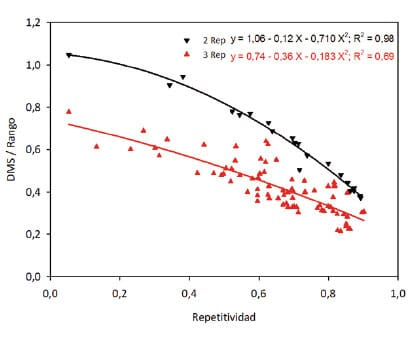 2 Rep y = 1,06 - 0,12 X - 0,710 X²; R² = 0,98
3 Rep y = 0,74 - 0,36 X - 0,183 X²; R² = 0,69
1,2
1,0
0,8
0,6
0,4
0,2
0,0
DMS / Rango
0,0 0,2 0,4 0,6 0,8 1,0
Repetitividad